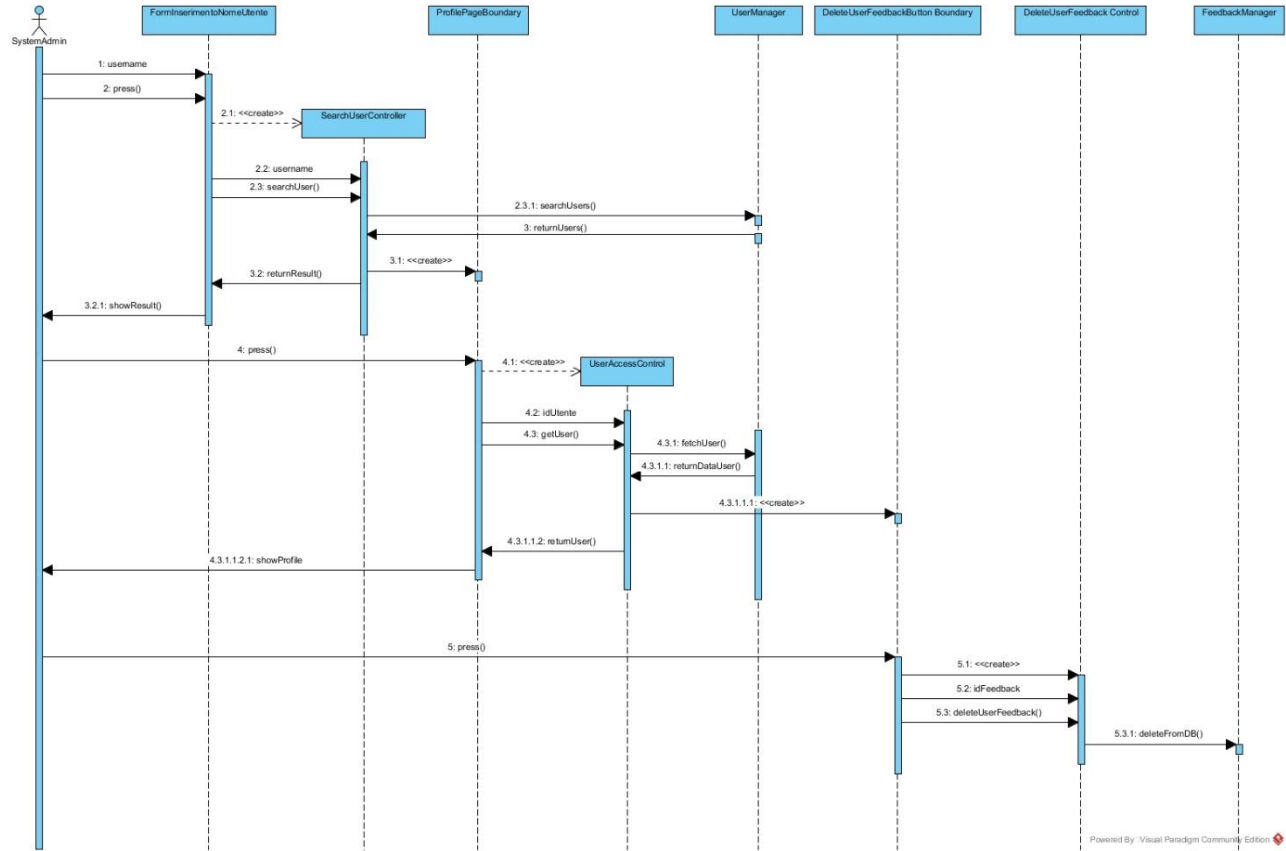 SystemAdmin
FormInserimentoNomeUtente
ProfilePageBoundary
UserManager
DeleteUserFeedbackButton Boundary
DeleteUserFeedback Control
FeedbackManager
1: username
2: press()
2.1: <<create>>
SearchUserController
2.2: username
2.3: searchUser()
2.3.1: searchUsers()
3: returnUsers()
3.1: <<create>>
3.2: returnResult()
3.2.1: showResult()
4: press()
4.1: <<create>>
UserAccessControl
4.2: idUtente
4.3: getUser()
4.3.1: fetchUser()
4.3.1.1: returnDataUser()
4.3.1.1.1: <<create>>
4.3.1.1.2: returnUser()
4.3.1.1.2.1: showProfile
5: press()
5.1: <<create>>
5.2: idFeedback
5.3: deleteUserFeedback()
5.3.1: deleteFromDB()
Powered By Visual Paradigm Community Edition